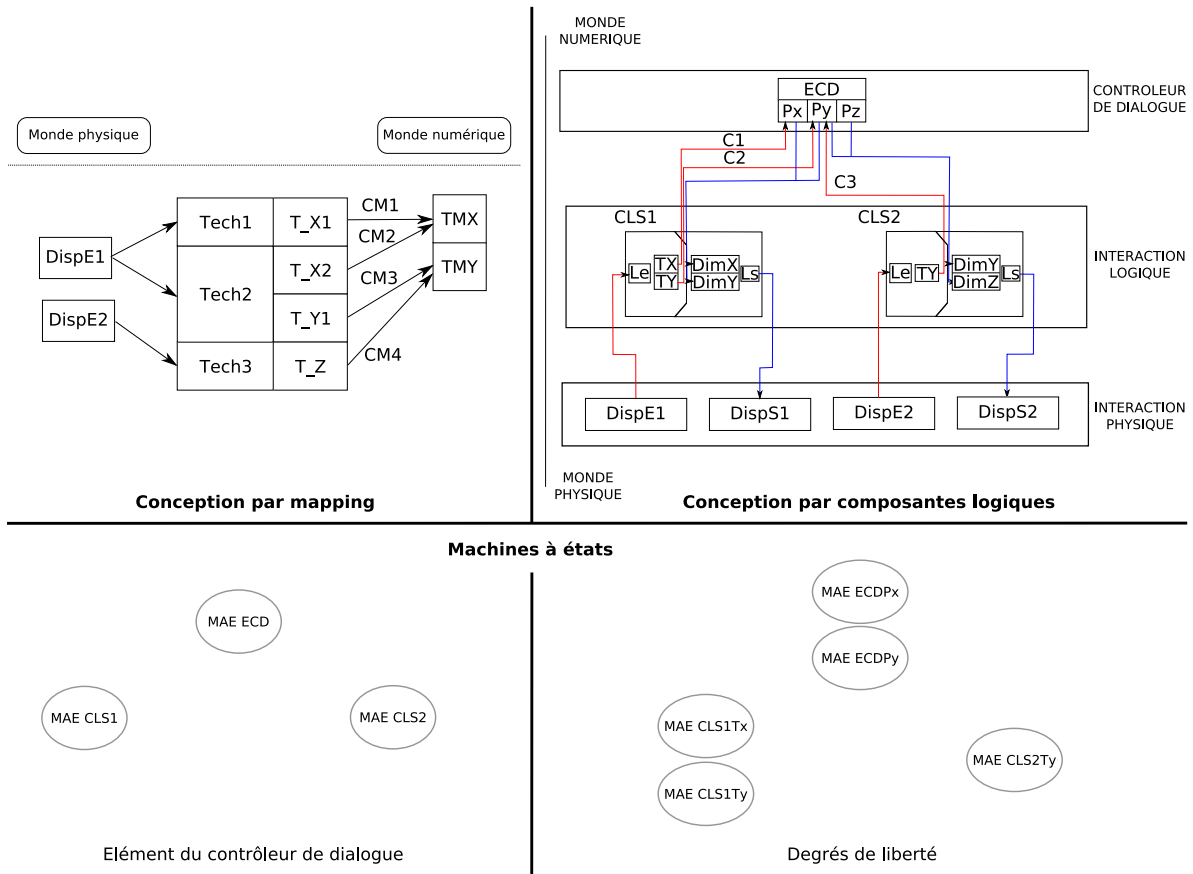 Monde physique
Monde numérique
DispE1
DispE2
Tech1
T_X1
Tech2
T_X2
T_Y1
Tech3
T_Z
CM1
CM2
CM3
CM4
TMX
TMY
Conception par mapping
MONDE
NUMERIQUE
ECD
Px Py Pz
CONTROLEUR
DE DIALOGUE
C1
C2
C3
CLS1
CLS2
Le
TX
TY
DimX
DimY
Ls
Le
TY
DimY
DimZ
Ls
INTERACTION
LOGIQUE
DispE1
DispS1
DispE2
DispS2
INTERACTION
PHYSIQUE
MONDE
PHYSIQUE
Conception par composantes logiques
Machines à états
MAE ECD
MAE CLS1
MAE CLS2
Elément du contrôleur de dialogue
MAE ECDPx
MAE ECDPy
MAE CLS1Tx
MAE CLS1Ty
MAE CLS2Ty
Degrés de liberté